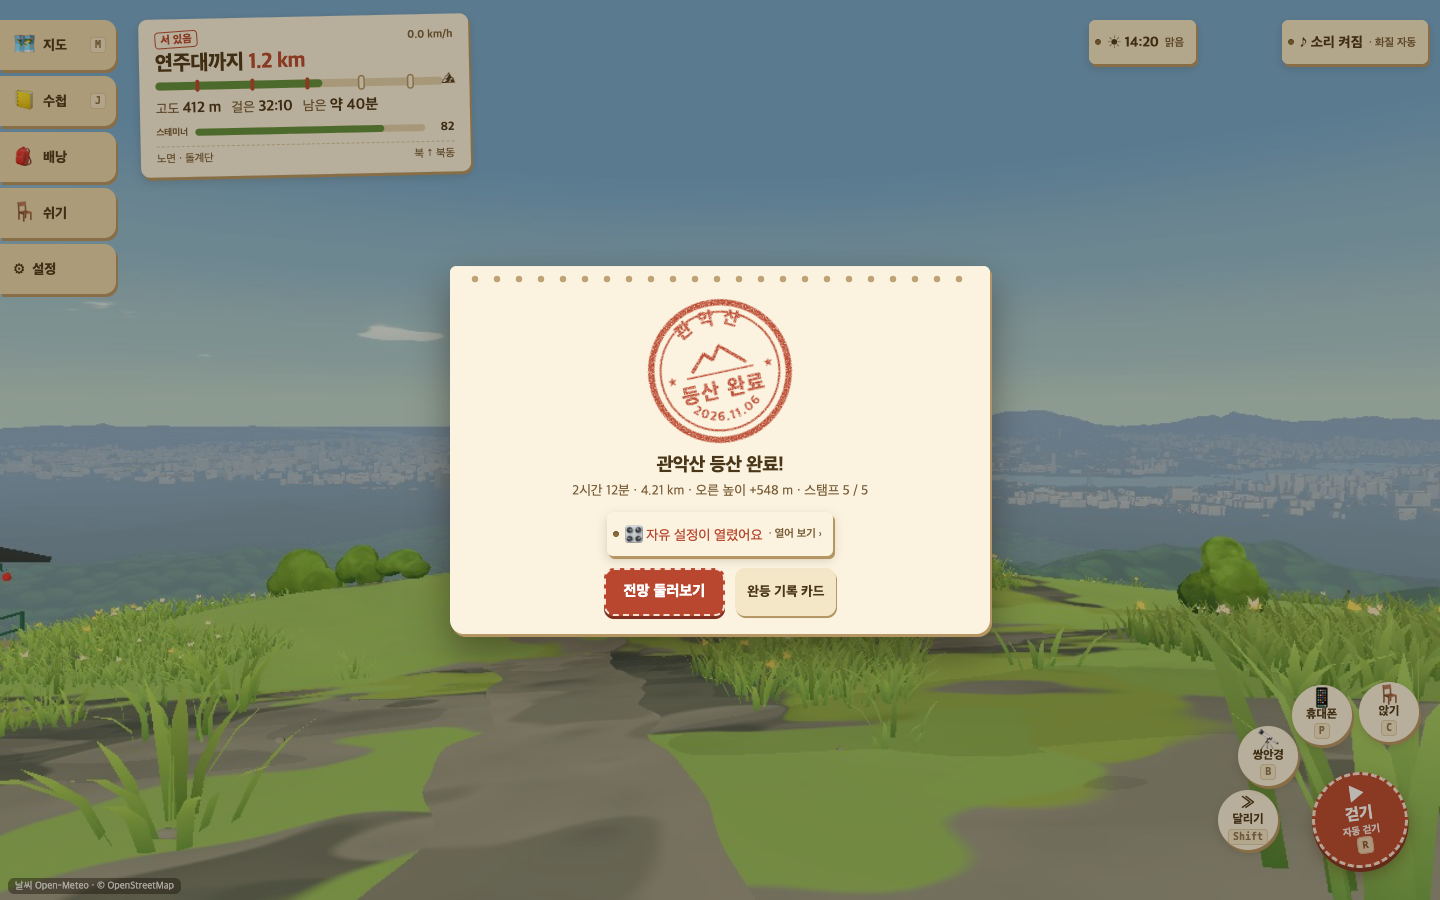 지도 M
수첩 J
배낭
쉬기
설정
서 있음
0.0 km/h
연주대까지 1.2 km
고도 412 m 걸은 32:10 남은 약 40분
스테미너 82
노면 · 돌계단
북 ↑ 북동
14:20 맑음
♪ 소리 켜짐 · 화질 자동
관악산
등산 완료
2026.11.06
관악산 등산 완료!
2시간 12분 · 4.21 km · 오른 높이 +548 m · 스탬프 5 / 5
자유 설정이 열렸어요 · 열어 보기 ›
전망 둘러보기
완등 기록 카드
휴대폰
P
앉기
C
쌍안경
B
달리기
Shift
걷기
자동 걷기
R
날씨 Open-Meteo · © OpenStreetMap